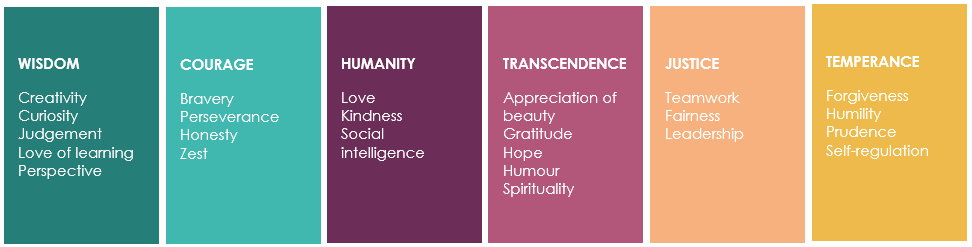 WISDOM
Creativity
Curiosity
Judgement
Love of learning
Perspective
COURAGE
Bravery
Perseverance
Honesty
Zest
HUMANITY
Love
Kindness
Social
intelligence
TRANSCENDENCE
Appreciation of
beauty
Gratitude
Hope
Humour
Spirituality
JUSTICE
Teamwork
Fairness
Leadership
TEMPERANCE
Forgiveness
Humility
Prudence
Self-regulation